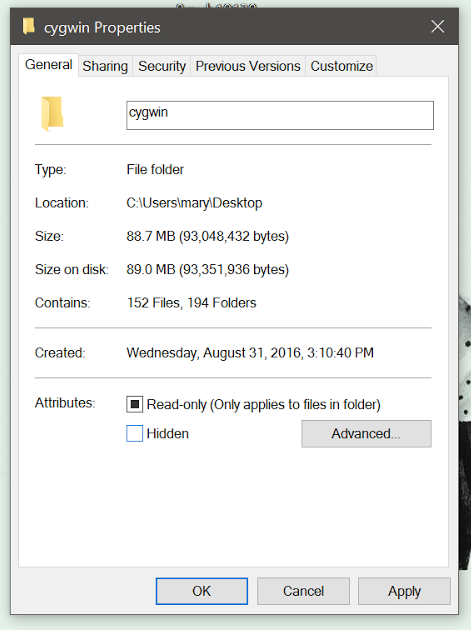 cygwin Properties
General Sharing Security Previous Versions Customize
cygwin
Type: File folder
Location: C:\Users\mary\Desktop
Size: 88.7 MB (93,048,432 bytes)
Size on disk: 89.0 MB (93,351,936 bytes)
Contains: 152 Files, 194 Folders
Created: Wednesday, August 31, 2016, 3:10:40 PM
Attributes: Read-only (Only applies to files in folder)
Hidden Advanced...
OK Cancel Apply